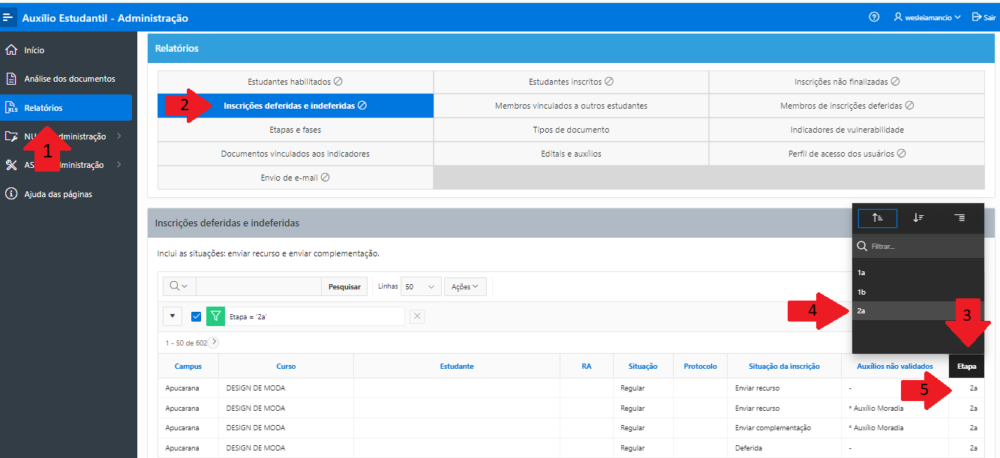 Auxílio Estudantil - Administração
wesleiamancio
Sair
Início
Análise dos documentos
Relatórios
NU
dministração
AS
ministração
Ajuda das páginas
1
Relatórios
Estudantes habilitados
Estudantes inscritos
Inscrições não finalizadas
2
Inscrições deferidas e indeferidas
Membros vinculados a outros estudantes
Membros de inscrições deferidas
Etapas e fases
Tipos de documento
Indicadores de vulnerabilidade
Documentos vinculados aos indicadores
Editais e auxílios
Perfil de acesso dos usuários
Envio de e-mail
Inscrições deferidas e indeferidas
Inclui as situações: enviar recurso e enviar complementação.
Filtrar...
1a
1b
2a
4
3
Pesquisar
Linhas
50
Ações
Etapa = '2a'
1 - 50 de 602
Campus Curso Estudante RA Situação Protocolo Situação da inscrição Auxílios não validados Etapa
5
Apucarana DESIGN DE MODA Regular Enviar recurso - 2a
Apucarana DESIGN DE MODA Regular Enviar recurso * Auxílio Moradia 2a
Apucarana DESIGN DE MODA Regular Enviar complementação * Auxílio Moradia 2a
Apucarana DESIGN DE MODA Regular Deferida - 2a